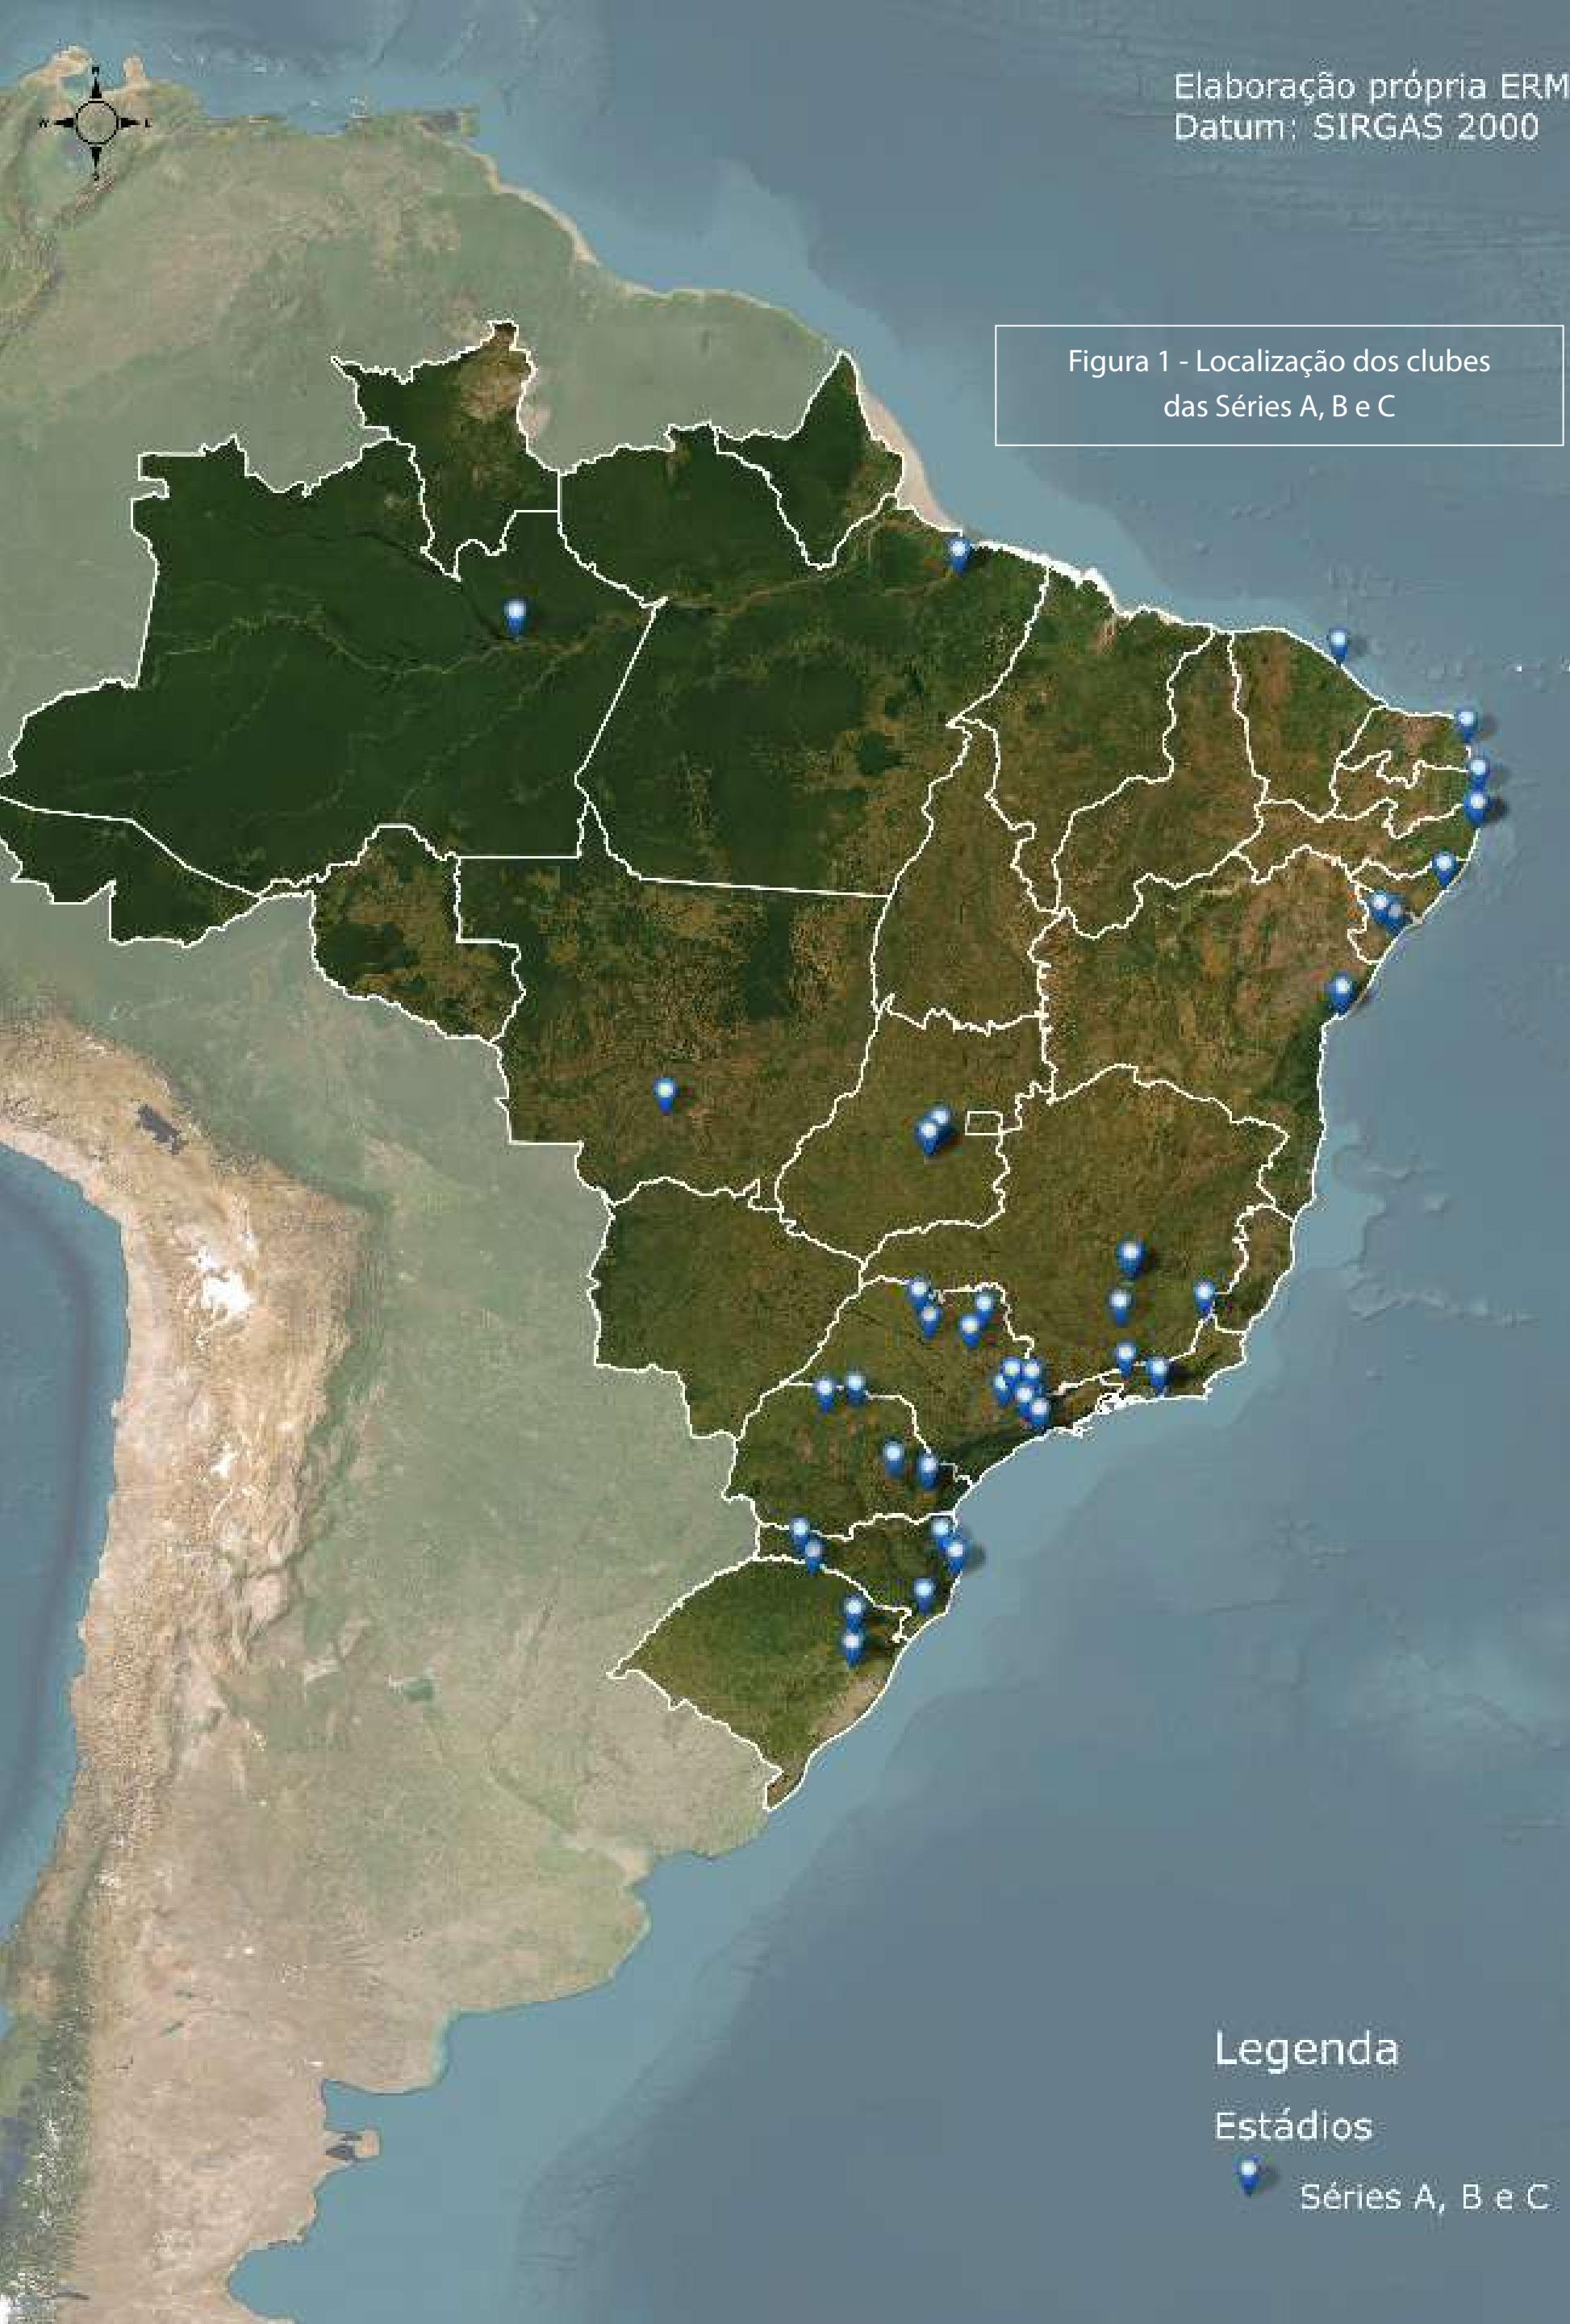 Elaboração própria ERM
Datum: SIRGAS 2000
N
W
L
S
Figura 1 - Localização dos clubes
das Séries A, B e C
Legenda
Estádios
Séries A, B e C